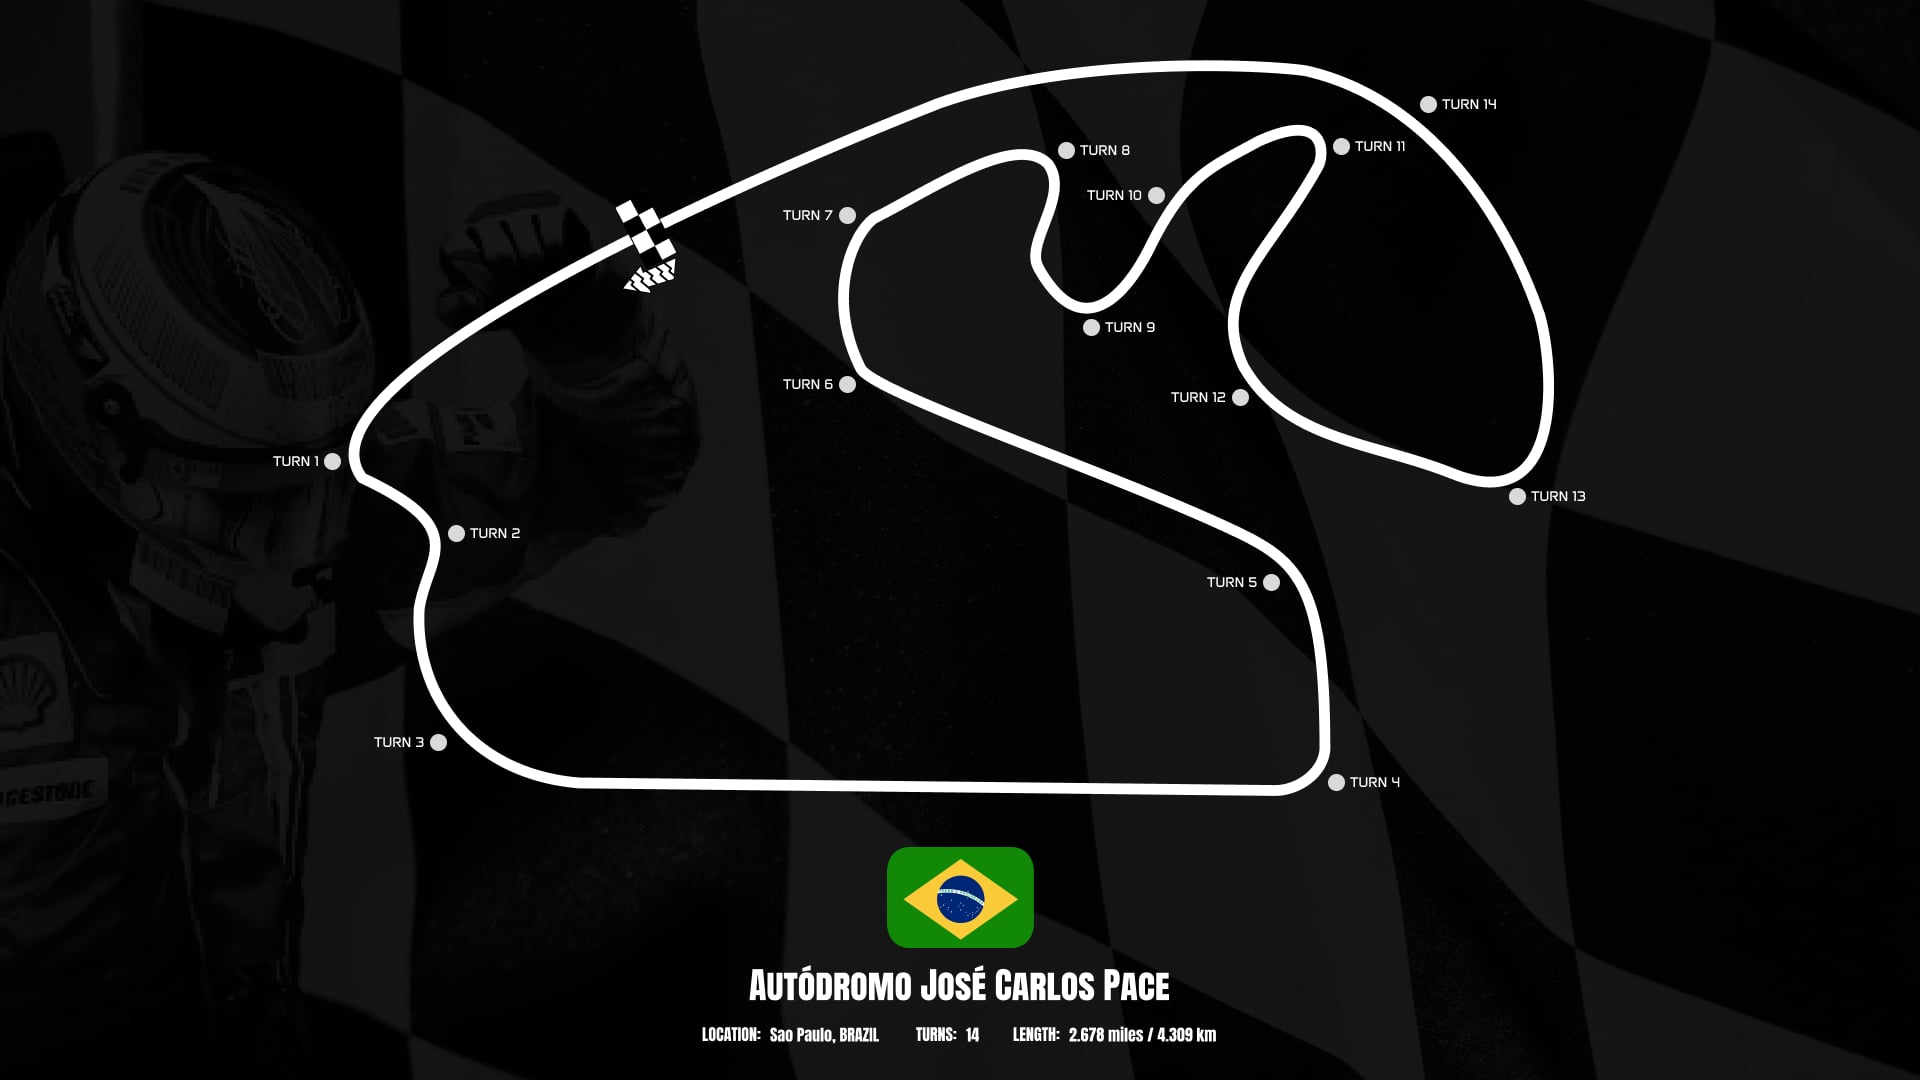 TURN 14
TURN 11
TURN 8
TURN 10
TURN 7
TURN 9
TURN 6
TURN 12
TURN 1
TURN 13
TURN 2
TURN 5
TURN 3
TURN 4
AUTÓDROMO JOSÉ CARLOS PACE
LOCATION: Sao Paulo, BRAZIL TURNS: 14 LENGTH: 2.678 miles / 4.309 km